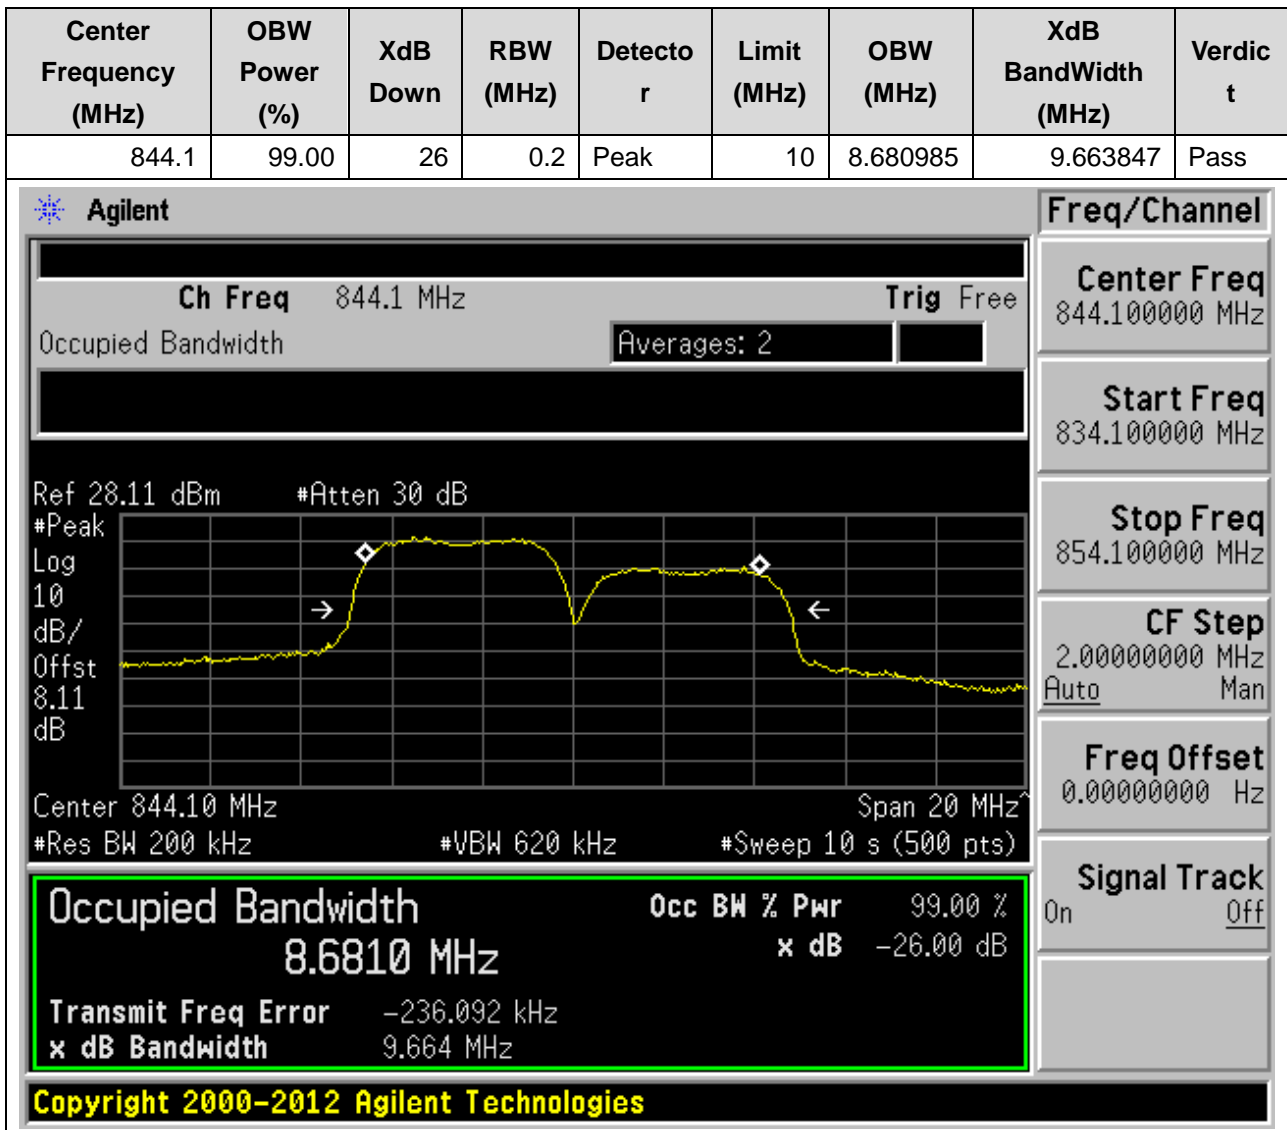 Center Frequency (MHz) OBW Power (%) XdB Down RBW (MHz) Detector Limit (MHz) OBW (MHz) XdB BandWidth (MHz) Verdict
844.1 99.00 26 0.2 Peak 10 8.680985 9.663847 Pass
Agilent
Freq/Channel
Ch Freq 844.1 MHz Trig Free
Occupied Bandwidth Averages: 2
Ref 28.11 dBm #Atten 30 dB
#Peak
Log
10
dB/
Offst
8.11
dB
Center 844.10 MHz Span 20 MHz^
#Res BW 200 kHz #VBW 620 kHz #Sweep 10 s (500 pts)
Occupied Bandwidth Occ BW % Pwr 99.00 %
8.6810 MHz x dB -26.00 dB
Transmit Freq Error -236.092 kHz
x dB Bandwidth 9.664 MHz
Center Freq
844.100000 MHz
Start Freq
834.100000 MHz
Stop Freq
854.100000 MHz
CF Step
2.00000000 MHz
Auto Man
Freq Offset
0.00000000 Hz
Signal Track
On Off
Copyright 2000-2012 Agilent Technologies